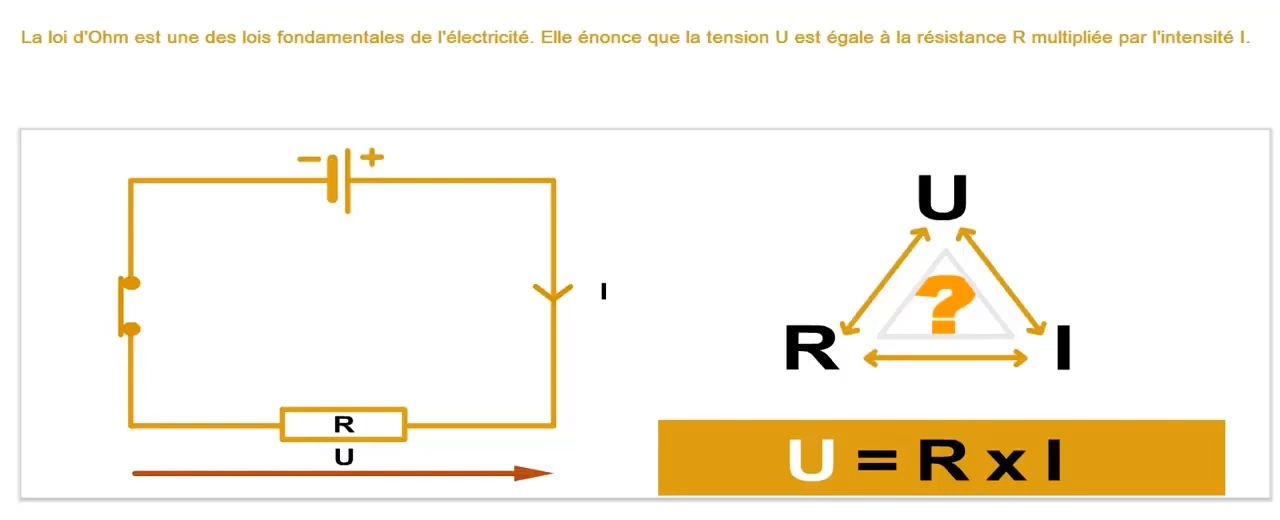 La loi d'Ohm est une des lois fondamentales de l'électricité. Elle énonce que la tension U est égale à la résistance R multipliée par l'intensité I.
- +
I
R
U
U
?
R I
U = R x I